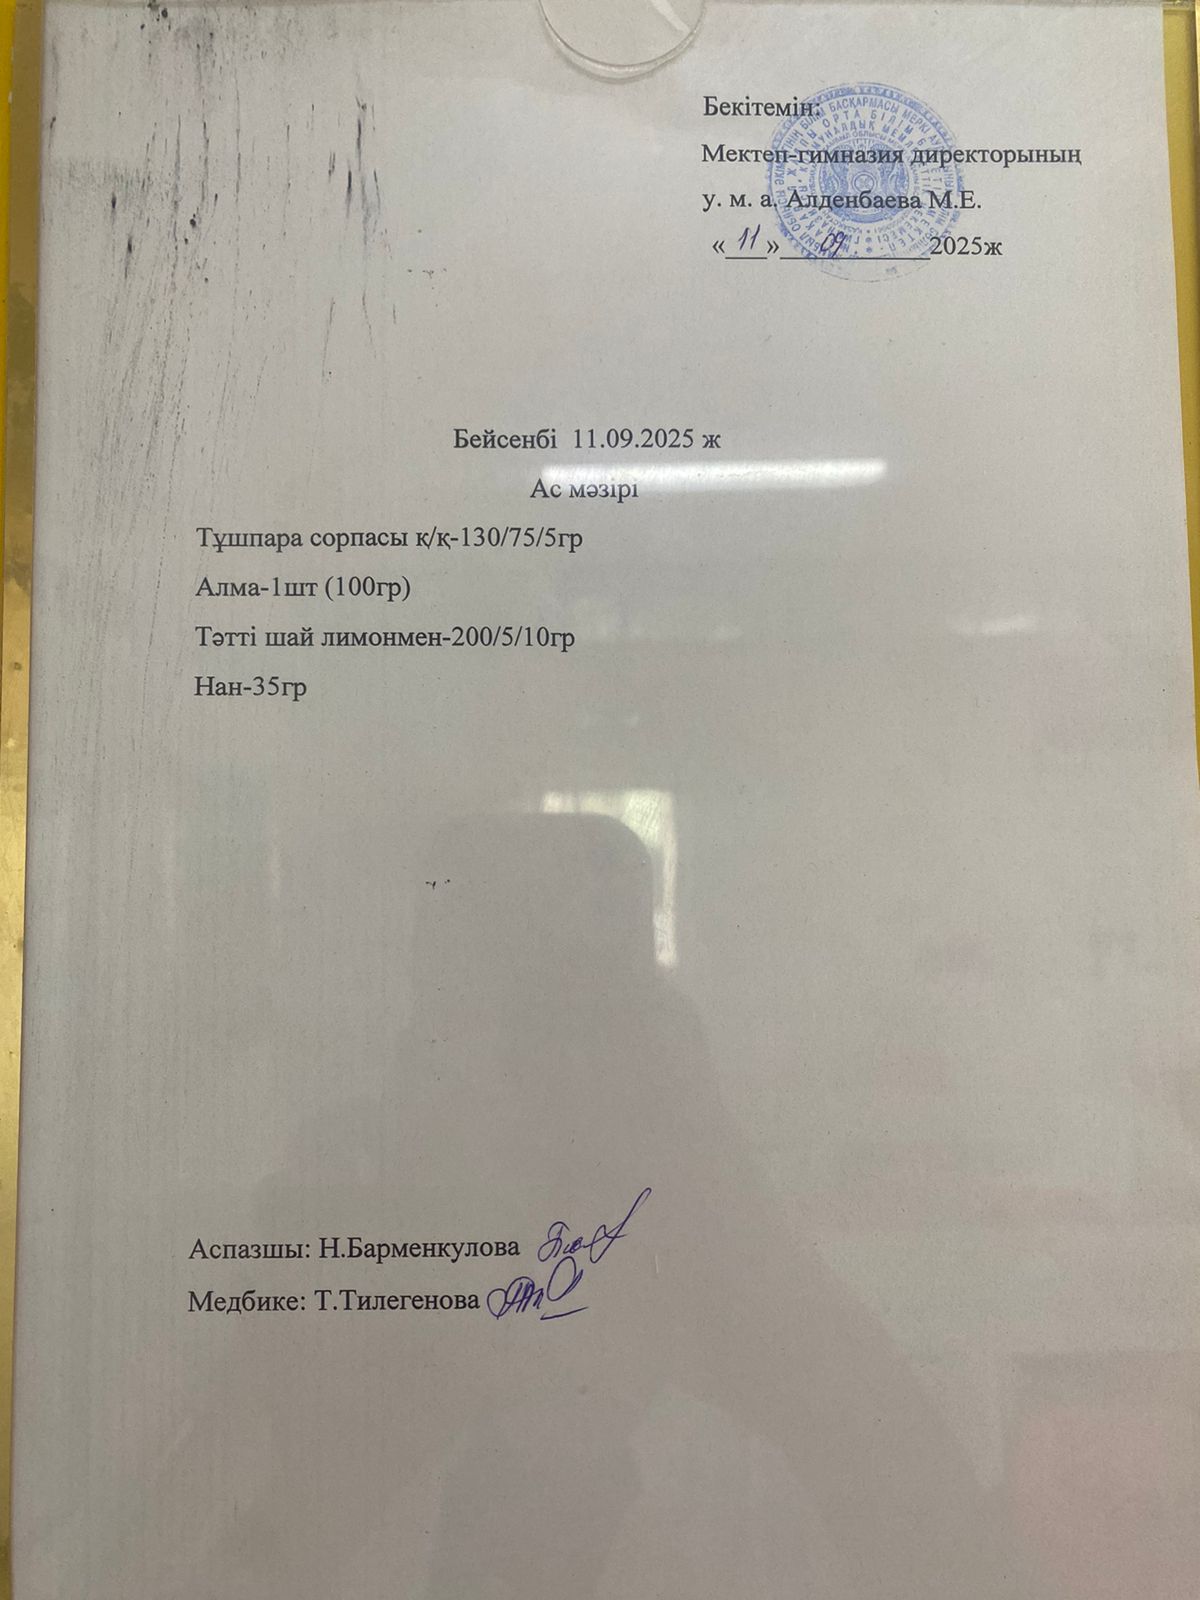 Бекітемін:
Мектеп-гимназия директорының
у. м. а. Алденбаева М.Е.
«11» 09. 2025ж
Бейсенбі 11.09.2025 ж
Ас мәзірі
Тұшпара сорпасы қ/қ-130/75/5гр
Алма-1шт (100гр)
Тәтті шай лимонмен-200/5/10гр
Нан-35гр
Аспазшы: Н.Барменкулова
Медбике: Т.Тилегенова